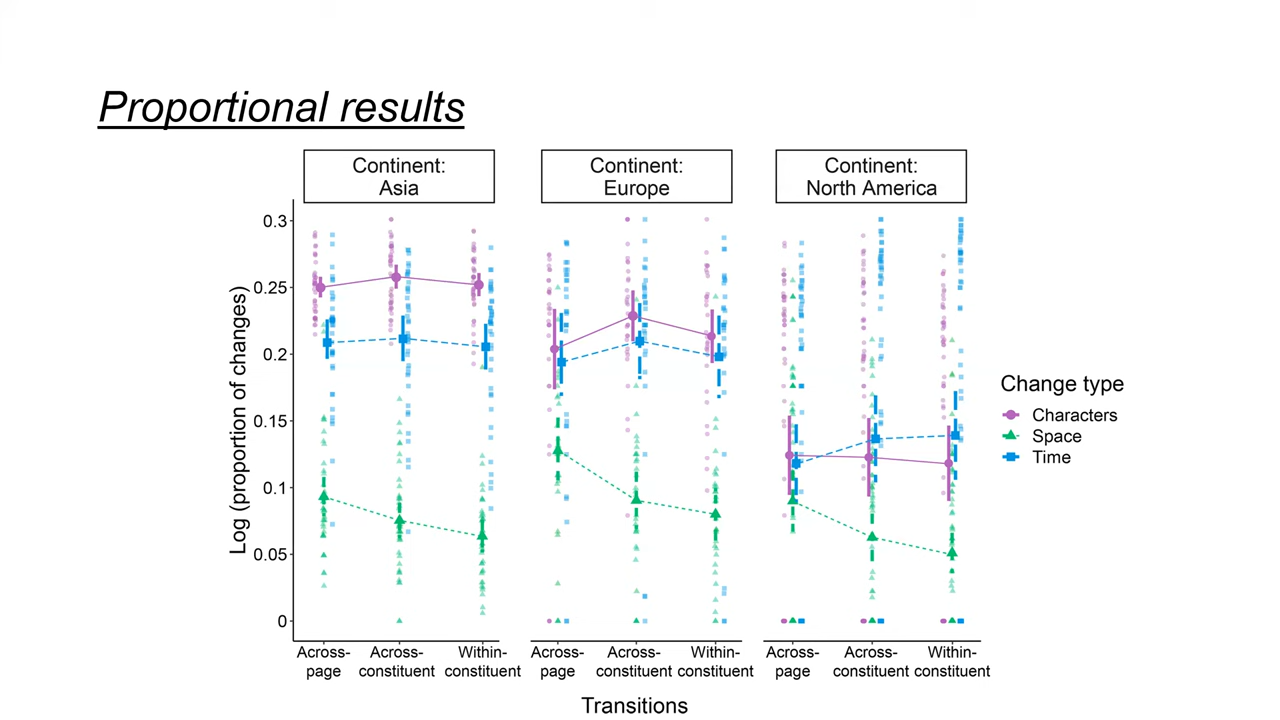 Proportional results
Continent:
Asia
Continent:
Europe
Continent:
North America
Log (proportion of changes)
0.3
0.25
0.2
0.15
0.1
0.05
0
Across-
page
Across-
constituent
Within-
constituent
Across-
page
Across-
constituent
Within-
constituent
Across-
page
Across-
constituent
Within-
constituent
Transitions
Change type
Characters
Space
Time